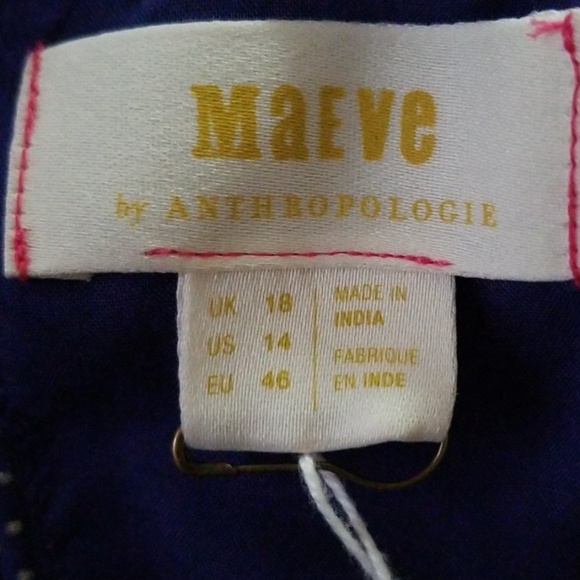 MaEVe
by ANTHROPOLOGIE
UK 18
US 14
EU 46
MADE IN
INDIA
FABRIQUE
EN INDE